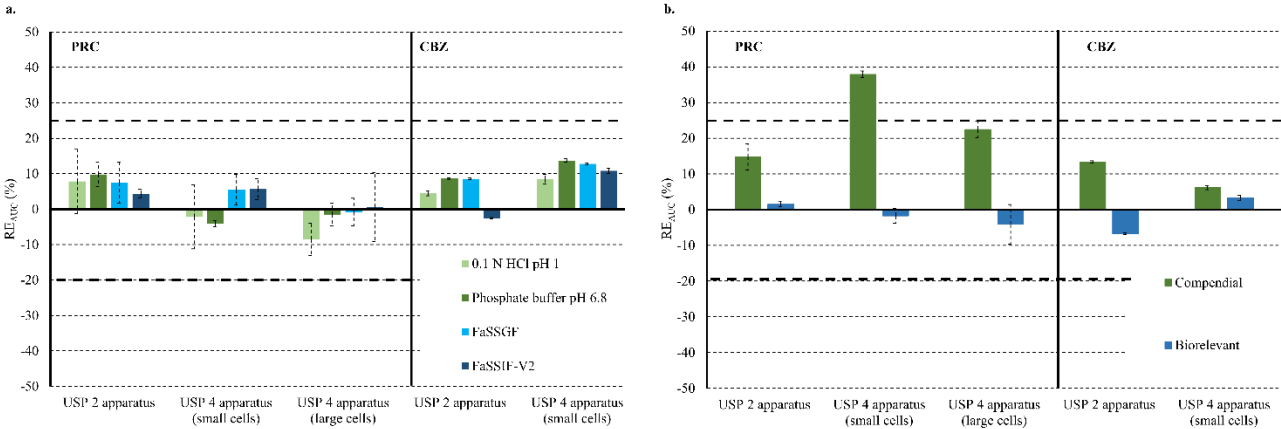 a.
PRC
CBZ
50
40
30
20
10
0
-10
-20
-30
-40
-50
RE_AUC (%)
0.1 N HCl pH 1
Phosphate buffer pH 6.8
FaSSGF
FaSSIF-V2
USP 2 apparatus
USP 4 apparatus
(small cells)
USP 4 apparatus
(large cells)
USP 2 apparatus
USP 4 apparatus
(small cells)
b.
PRC
CBZ
50
40
30
20
10
0
-10
-20
-30
-40
-50
RE_AUC (%)
Compendial
Biorelevant
USP 2 apparatus
USP 4 apparatus
(small cells)
USP 4 apparatus
(large cells)
USP 2 apparatus
USP 4 apparatus
(small cells)